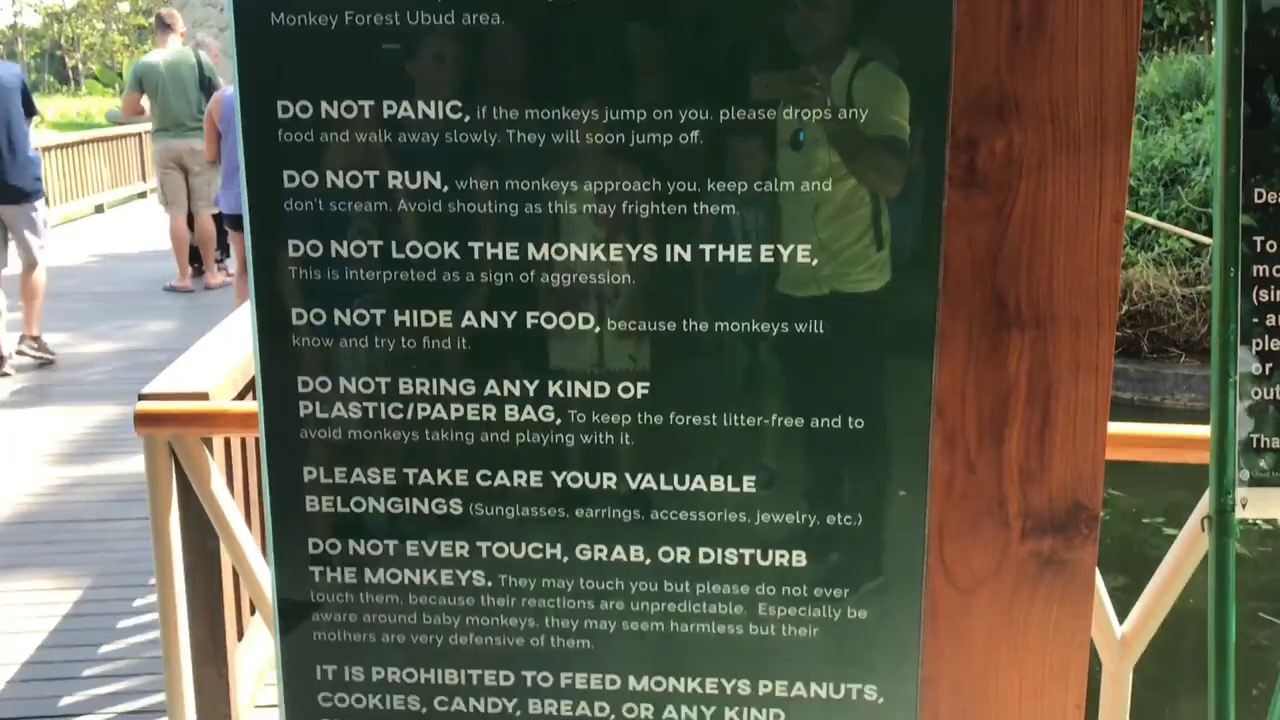 Monkey Forest Ubud area.
DO NOT PANIC, if the monkeys jump on you, please drops any
food and walk away slowly. They will soon jump off.
DO NOT RUN, when monkeys approach you, keep calm and
don't scream. Avoid shouting as this may frighten them.
DO NOT LOOK THE MONKEYS IN THE EYE,
This is interpreted as a sign of aggression.
DO NOT HIDE ANY FOOD, because the monkeys will
know and try to find it.
DO NOT BRING ANY KIND OF
PLASTIC/PAPER BAG, To keep the forest litter-free and to
avoid monkeys taking and playing with it.
PLEASE TAKE CARE YOUR VALUABLE
BELONGINGS (Sunglasses, earrings, accessories, jewelry, etc.)
DO NOT EVER TOUCH, GRAB, OR DISTURB
THE MONKEYS. They may touch you but please do not ever
touch them, because their reactions are unpredictable. Especially be
aware around baby monkeys, they may seem harmless but their
mothers are very defensive of them.
IT IS PROHIBITED TO FEED MONKEYS PEANUTS,
COOKIES, CANDY, BREAD, OR ANY KIND
To
or